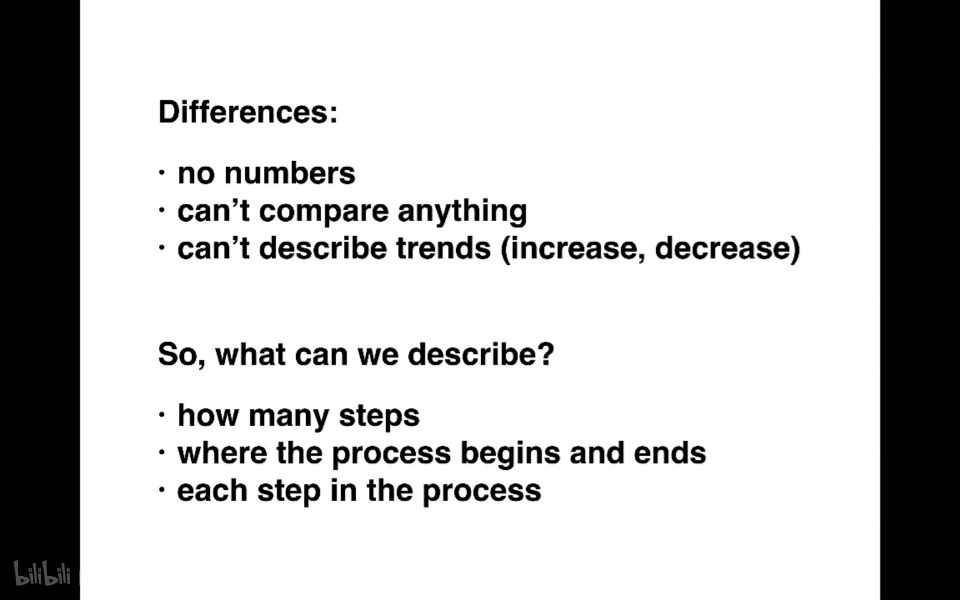 Differences:
· no numbers
· can't compare anything
· can't describe trends (increase, decrease)
So, what can we describe?
· how many steps
· where the process begins and ends
· each step in the process
bilibili